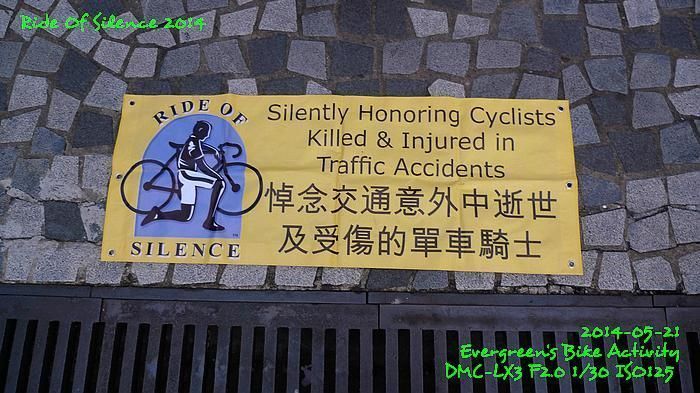 Ride Of Silence 2014
RIDE OF
SILENCE
Silently Honoring Cyclists
Killed & Injured in
Traffic Accidents
悼念交通意外中逝世
及受傷的單車騎士
2014-05-21
Evergreen's Bike Activity
DMC-LX3 F2.0 1/30 ISO125